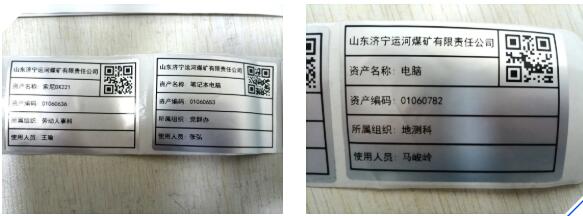 山东济宁运河煤矿有限责任公司
资产名称: 索尼BX221
资产编码: 01060636
所属组织: 劳动人事科
使用人员: 王瑜
山东济宁运河煤矿有限责任公司
资产名称: 笔记本电脑
资产编码: 01060653
所属组织: 党群办
使用人员: 张弘
山东济宁运河煤矿有限责任公司
资产名称: 电脑
资产编码: 01060782
所属组织: 地测科
使用人员: 马峻岭